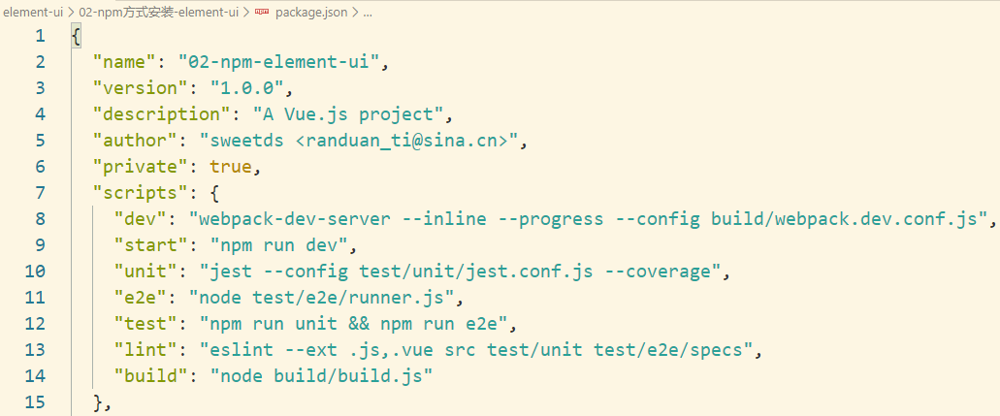 element-ui > 02-npm方式安装-element-ui > package.json > ...
1 {
2 "name": "02-npm-element-ui",
3 "version": "1.0.0",
4 "description": "A Vue.js project",
5 "author": "sweetds <randuan_ti@sina.cn>",
6 "private": true,
7 "scripts": {
8 "dev": "webpack-dev-server --inline --progress --config build/webpack.dev.conf.js",
9 "start": "npm run dev",
10 "unit": "jest --config test/unit/jest.conf.js --coverage",
11 "e2e": "node test/e2e/runner.js",
12 "test": "npm run unit && npm run e2e",
13 "lint": "eslint --ext .js,.vue src test/unit test/e2e/specs",
14 "build": "node build/build.js"
15 },